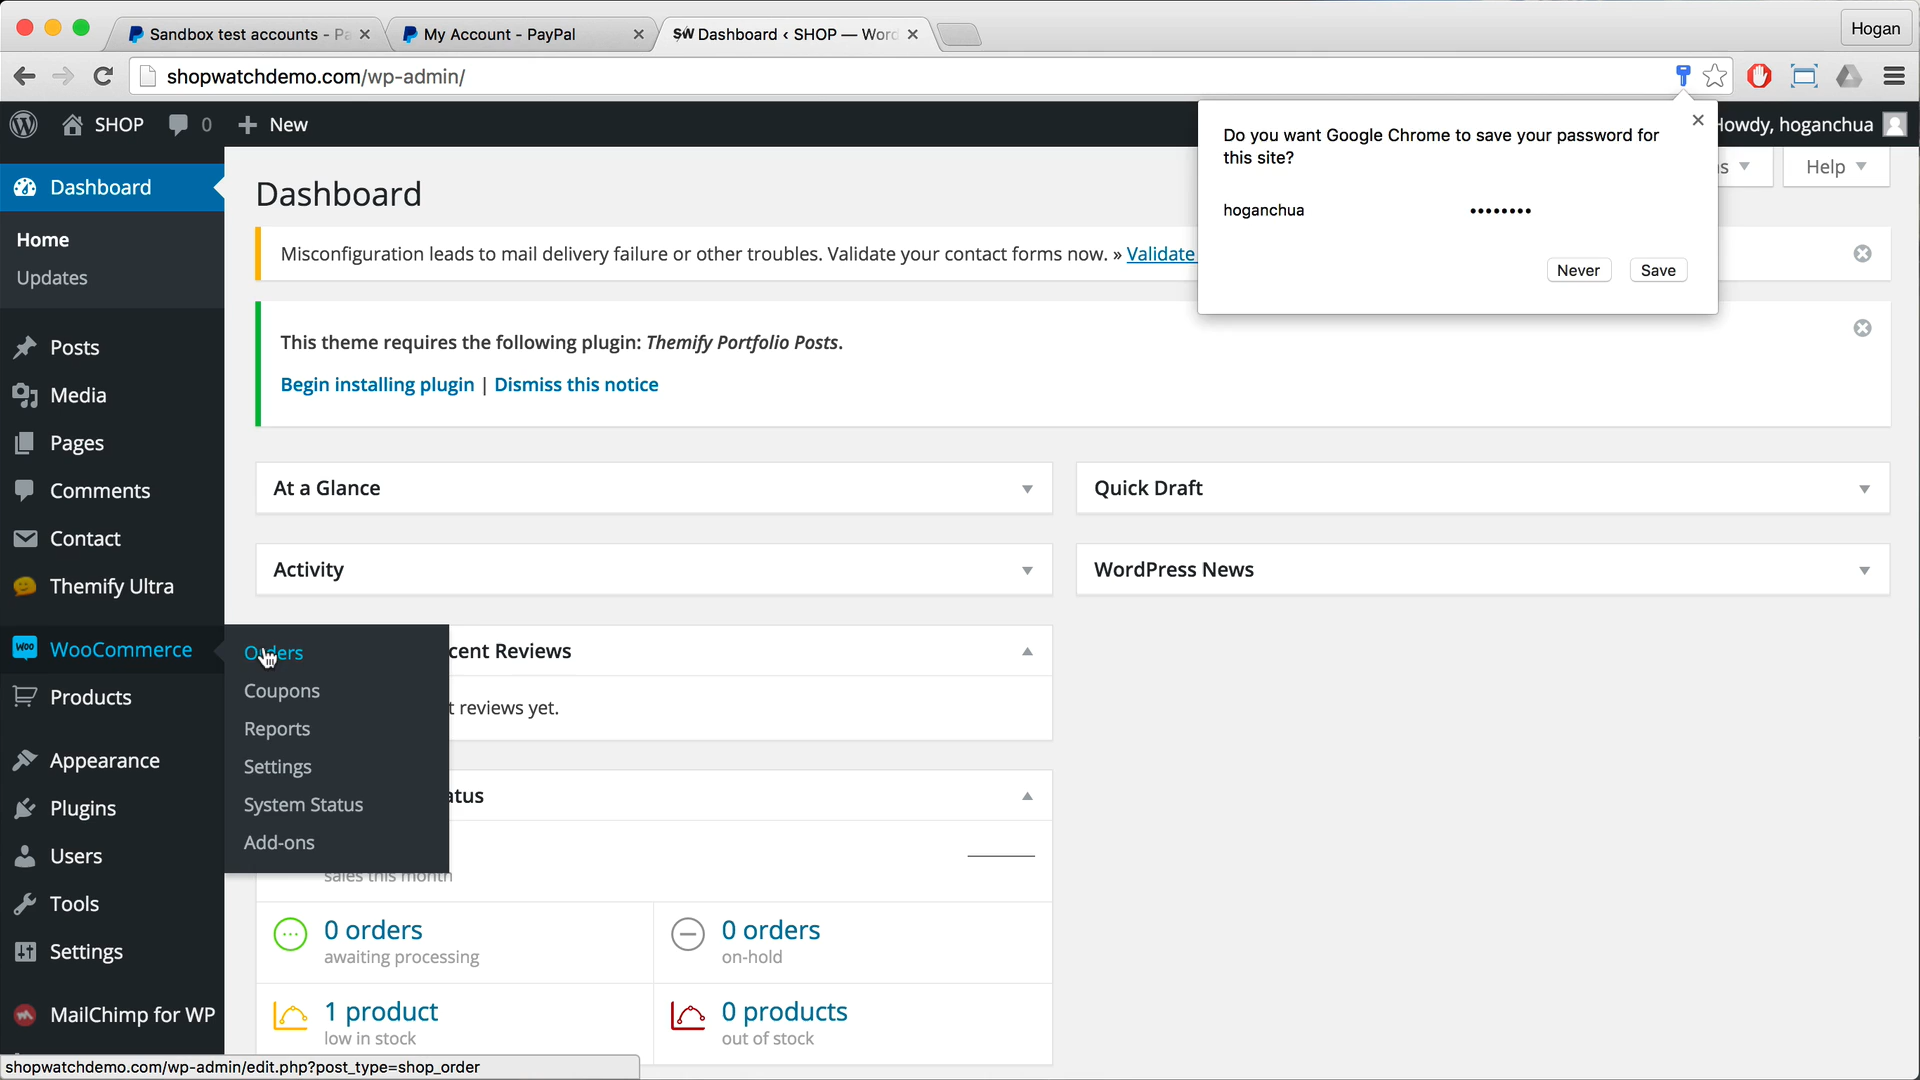 Sandbox test accounts - Pa
My Account - PayPal
SW Dashboard ‹ SHOP — Word
Hogan
shopwatchdemo.com/wp-admin/
SHOP
0
New
Howdy, hoganchua
Do you want Google Chrome to save your password for
this site?
hoganchua
••••••••
Never
Save
Help
Dashboard
Home
Updates
Posts
Media
Pages
Comments
Contact
Themify Ultra
WooCommerce
Products
Appearance
Plugins
Users
Tools
Settings
MailChimp for WP
Orders
Coupons
Reports
Settings
System Status
Add-ons
Dashboard
Misconfiguration leads to mail delivery failure or other troubles. Validate your contact forms now. » Validate
This theme requires the following plugin: Themify Portfolio Posts.
Begin installing plugin | Dismiss this notice
At a Glance
Quick Draft
Activity
WordPress News
cent Reviews
t reviews yet.
atus
sales this month
0 orders
awaiting processing
0 orders
on-hold
1 product
low in stock
0 products
out of stock
shopwatchdemo.com/wp-admin/edit.php?post_type=shop_order